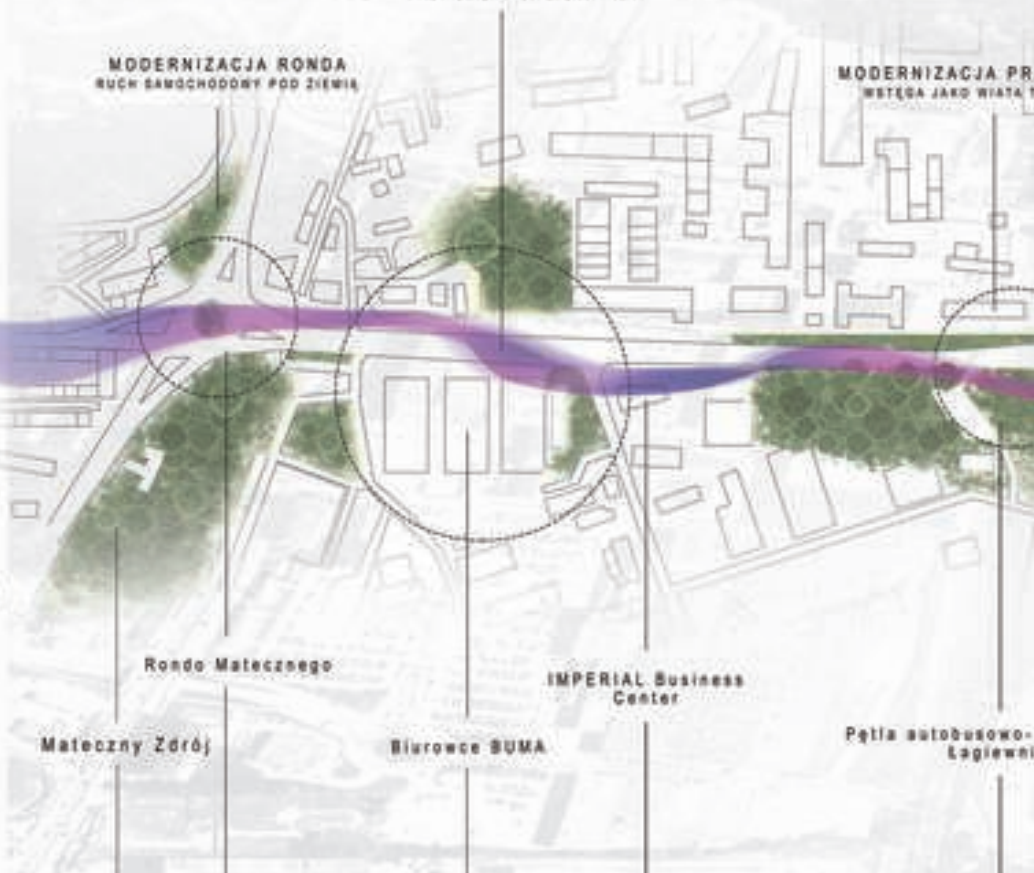 MODERNIZACJA RONDA
RUCH SAMOCHODOWY POD ZIEMIĄ
MODERNIZACJA PR
WSTĘGA JAKO WIATA T
Rondo Matecznego
IMPERIAL Business
Center
Mateczny Zdrój
Biurowce BUMA
Pętla autobusowo-
Łagiewni